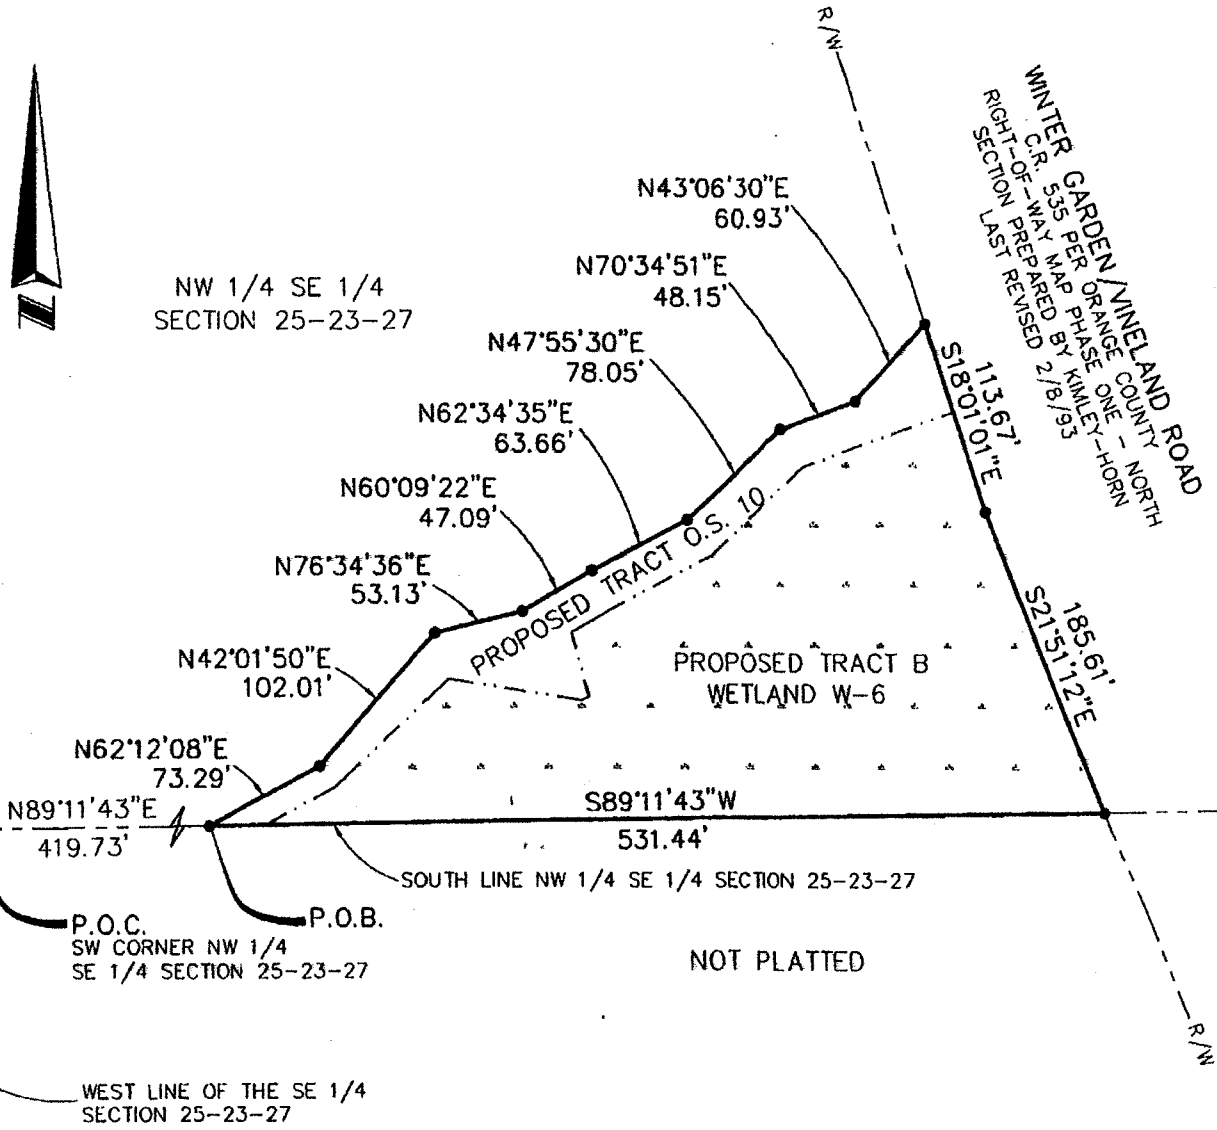 R/W
WINTER GARDEN/VINELAND ROAD
C.R. 535 PER ORANGE COUNTY
RIGHT-OF-WAY MAP PHASE ONE - NORTH
SECTION PREPARED BY KIMLEY-HORN
LAST REVISED 2/8/93
N
NW 1/4 SE 1/4
SECTION 25-23-27
N43°06'30"E
60.93'
N70°34'51"E
48.15'
N47°55'30"E
78.05'
N62°34'35"E
63.66'
N60°09'22"E
47.09'
N76°34'36"E
53.13'
N42°01'50"E
102.01'
N62°12'08"E
73.29'
N89°11'43"E
419.73'
113.67'
S18°01'01"E
185.61'
S21°51'12"E
PROPOSED TRACT O.S. 10
PROPOSED TRACT B
WETLAND W-6
S89°11'43"W
531.44'
SOUTH LINE NW 1/4 SE 1/4 SECTION 25-23-27
P.O.B.
P.O.C.
SW CORNER NW 1/4
SE 1/4 SECTION 25-23-27
NOT PLATTED
R/W
WEST LINE OF THE SE 1/4
SECTION 25-23-27